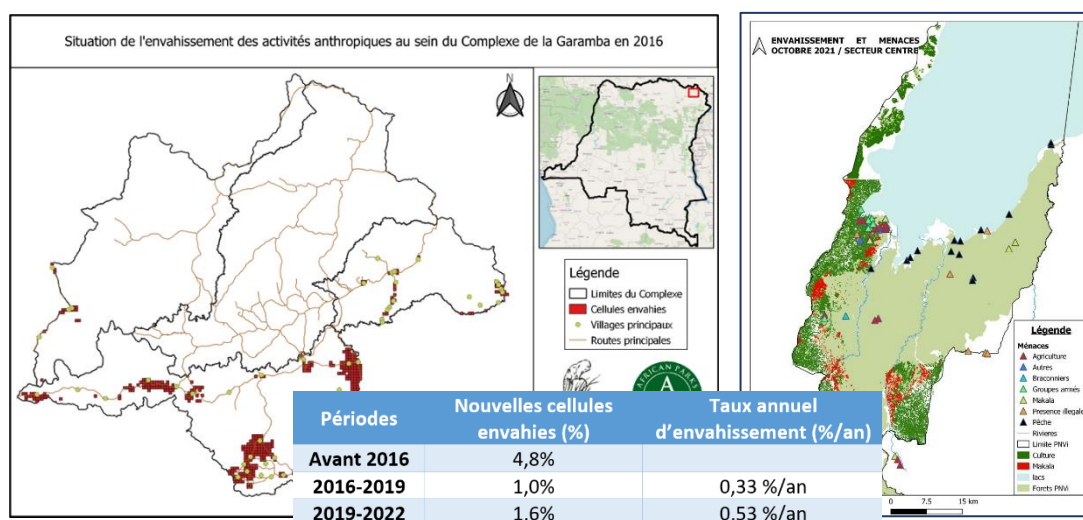 Situation de l'envahissement des activités anthropiques au sein du Complexe de la Garamba en 2016
N
Légende
Limites du Complexe
Cellules envahies
Villages principaux
Routes principales
AFRICAN PARKS
A
Périodes
Nouvelles cellules envahies (%)
Taux annuel d'envahissement (%/an)
Avant 2016
4,8%
2016-2019
1,0%
0,33 %/an
2019-2022
1,6%
0,53 %/an
ENVAHISSEMENT ET MENACES
OCTOBRE 2021 / SECTEUR CENTRE
Légende
Ménaces
Agriculture
Autres
Braconniers
Groupes armés
Makala
Presence illegale
Pêche
Rivieres
Limite PNVi
Culture
Makala
lacs
Forets PNVi
0 7.5 15 km